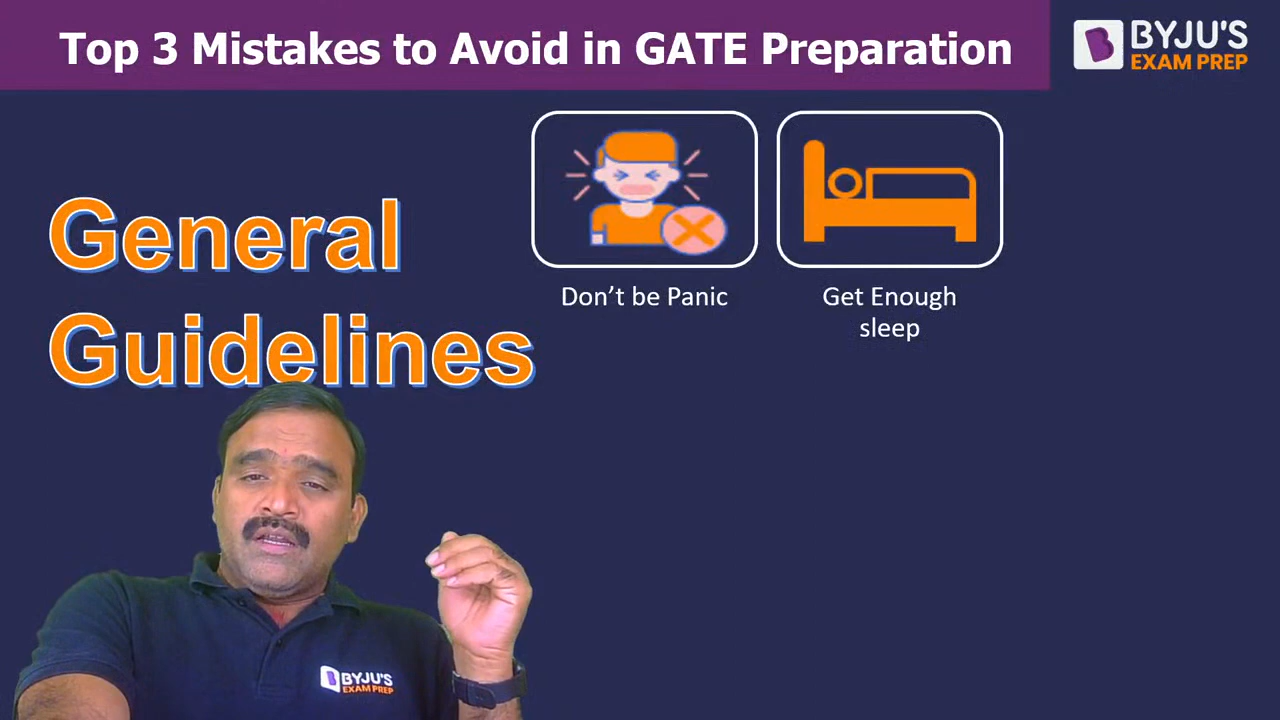 Top 3 Mistakes to Avoid in GATE Preparation
BYJU'S
EXAM PREP
General
Guidelines
Don't be Panic
Get Enough
sleep
BYJU'S
EXAM PREP